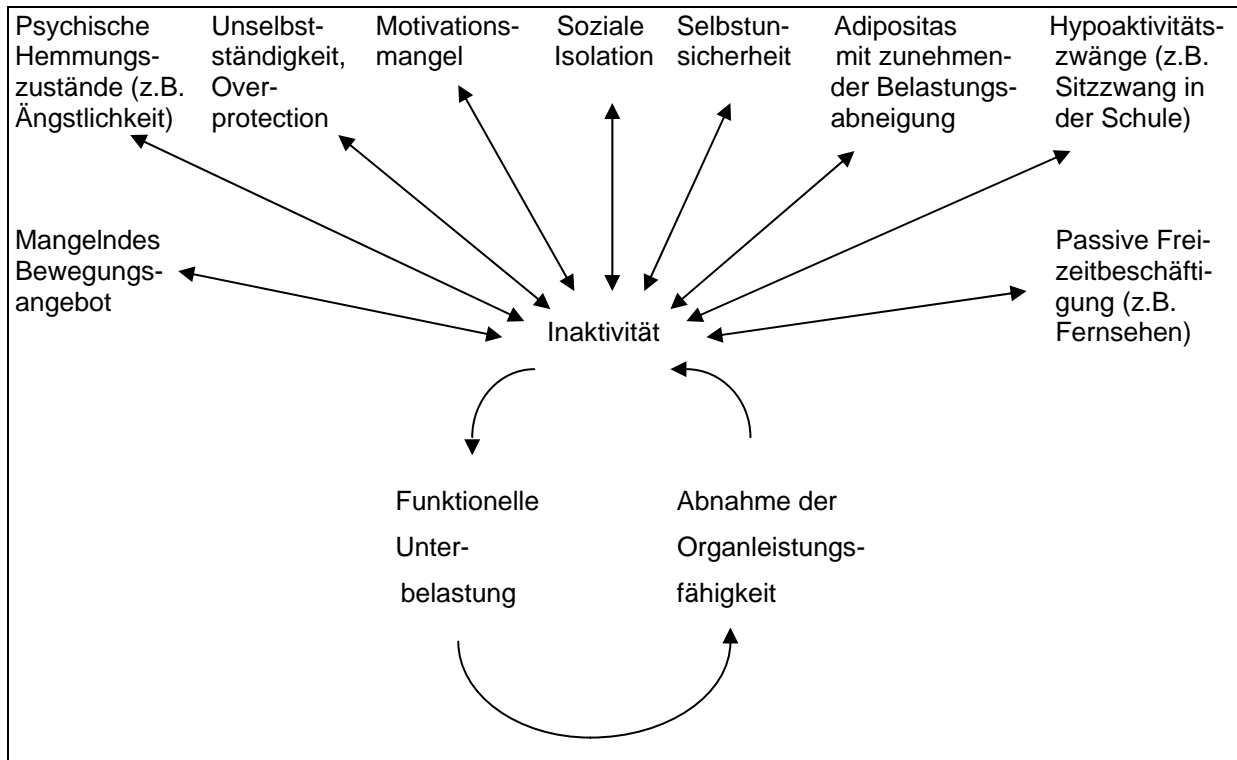 Psychische
Hemmungs-
zustände (z.B.
Ängstlichkeit)
Unselbst-
ständigkeit,
Over-
protection
Motivations-
mangel
Soziale
Isolation
Selbstun-
sicherheit
Adipositas
mit zunehmen-
der Belastungs-
abneigung
Hypoaktivitäts-
zwänge (z.B.
Sitzzwang in
der Schule)
Mangelndes
Bewegungs-
angebot
Passive Frei-
zeitbeschäfti-
gung (z.B.
Fernsehen)
Inaktivität
Funktionelle
Unter-
belastung
Abnahme der
Organleistungs-
fähigkeit